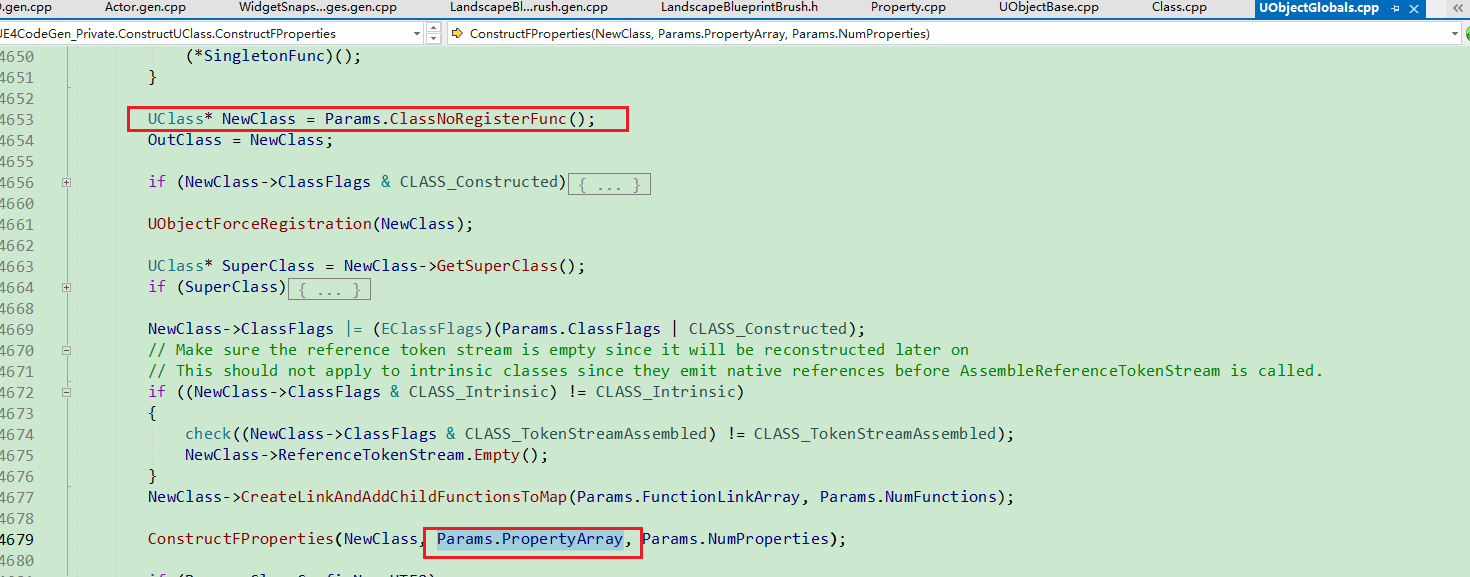 .gen.cpp Actor.gen.cpp WidgetSnaps...ges.gen.cpp LandscapeBl...rush.gen.cpp LandscapeBlueprintBrush.h Property.cpp UObjectBase.cpp Class.cpp UObjectGlobals.cpp
UE4CodeGen_Private.ConstructUClass.ConstructFProperties ConstructFProperties(NewClass, Params.PropertyArray, Params.NumProperties)
4650 (*SingletonFunc)();
4651 }
4652
4653 UClass* NewClass = Params.ClassNoRegisterFunc();
4654 OutClass = NewClass;
4655
4656 if (NewClass->ClassFlags & CLASS_Constructed){ ... }
4660
4661 UObjectForceRegistration(NewClass);
4662
4663 UClass* SuperClass = NewClass->GetSuperClass();
4664 if (SuperClass){ ... }
4668
4669 NewClass->ClassFlags |= (EClassFlags)(Params.ClassFlags | CLASS_Constructed);
4670 // Make sure the reference token stream is empty since it will be reconstructed later on
4671 // This should not apply to intrinsic classes since they emit native references before AssembleReferenceTokenStream is called.
4672 if ((NewClass->ClassFlags & CLASS_Intrinsic) != CLASS_Intrinsic)
4673 {
4674 check((NewClass->ClassFlags & CLASS_TokenStreamAssembled) != CLASS_TokenStreamAssembled);
4675 NewClass->ReferenceTokenStream.Empty();
4676 }
4677 NewClass->CreateLinkAndAddChildFunctionsToMap(Params.FunctionLinkArray, Params.NumFunctions);
4678
4679 ConstructFProperties(NewClass, Params.PropertyArray, Params.NumProperties);
4680